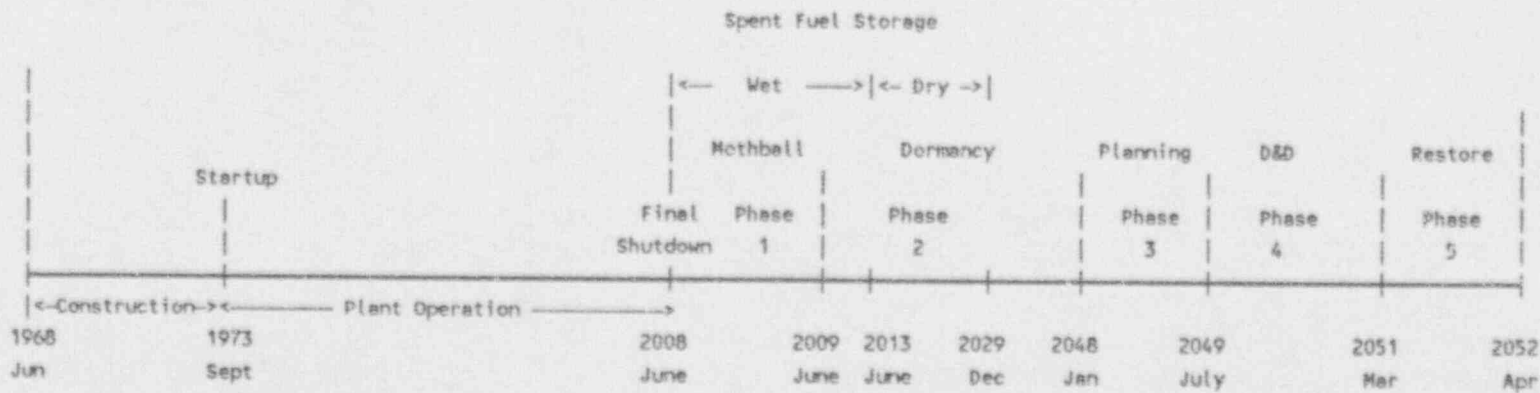 Spent Fuel Storage
|<— Wet ——>|<- Dry ->|
Mothball Dormancy Planning D&D Restore
Startup
Final Phase Phase Phase Phase Phase
Shutdown 1 2 3 4 5
|<-Construction-><———— Plant Operation ————>
1968 1973 2008 2009 2013 2029 2048 2049 2051 2052
Jun Sept June June June Dec Jan July Mar Apr